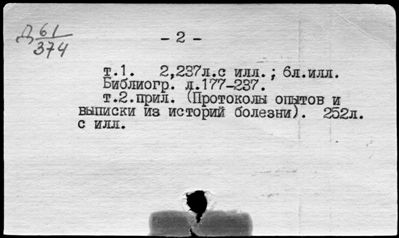 Д 61
374
- 2 -
т.1. 2,237л.с илл.; 6л.илл.
Библиогр. л.177-237.
т.2.прил. (Протоколы опытов и
выписки из историй болезни). 252л.
с илл.